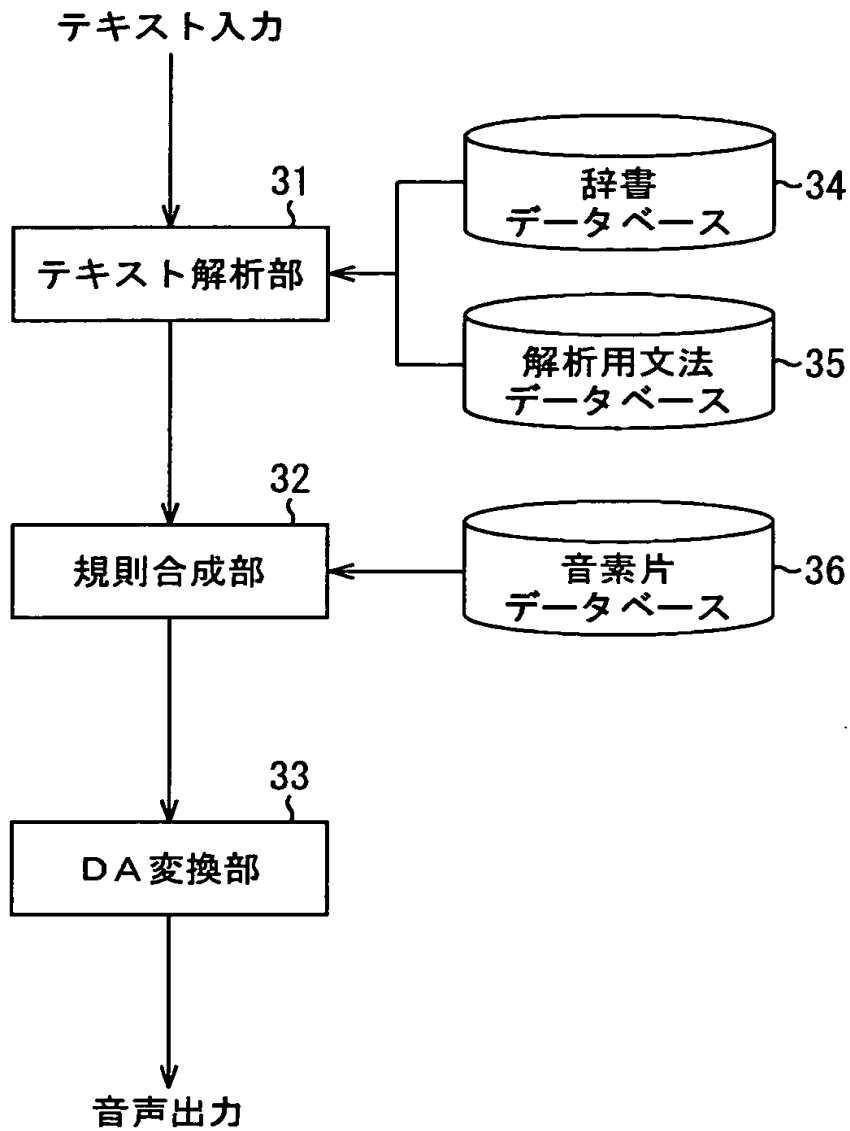 テキスト入力
31
テキスト解析部
辞書
データベース
34
解析用文法
データベース
35
32
規則合成部
音素片
データベース
36
33
DA変換部
音声出力